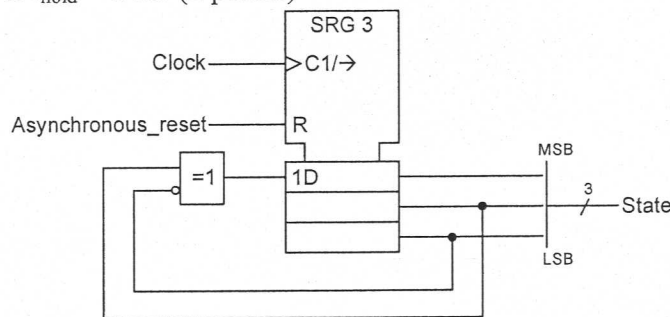 SRG 3
Clock
C1/→
Asynchronous_reset
R
MSB
=1
1D
3
State
LSB